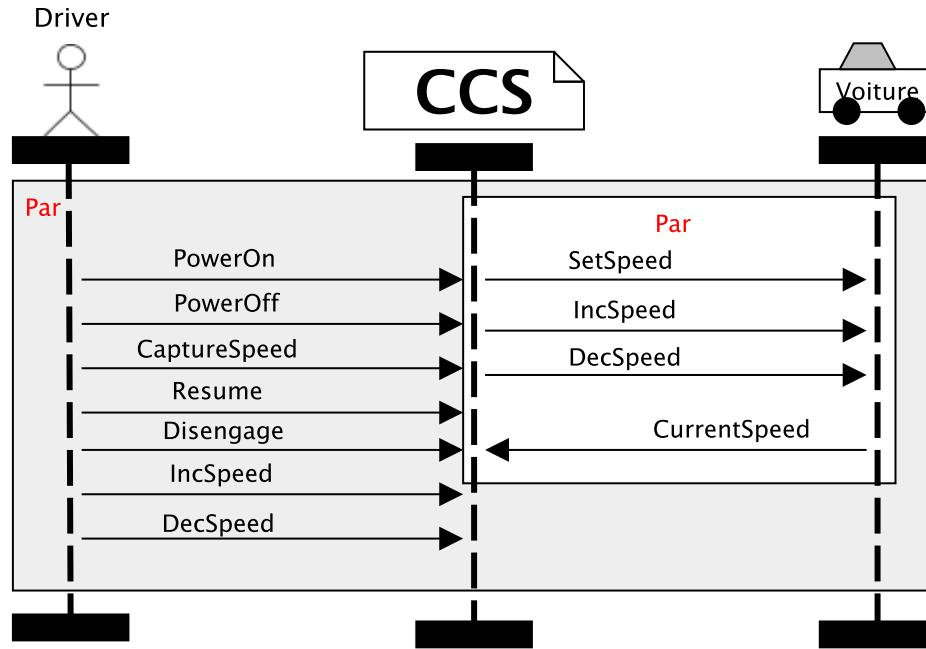 Driver
CCS
Voiture
Par
Par
PowerOn
SetSpeed
PowerOff
IncSpeed
CaptureSpeed
DecSpeed
Resume
Disengage
CurrentSpeed
IncSpeed
DecSpeed